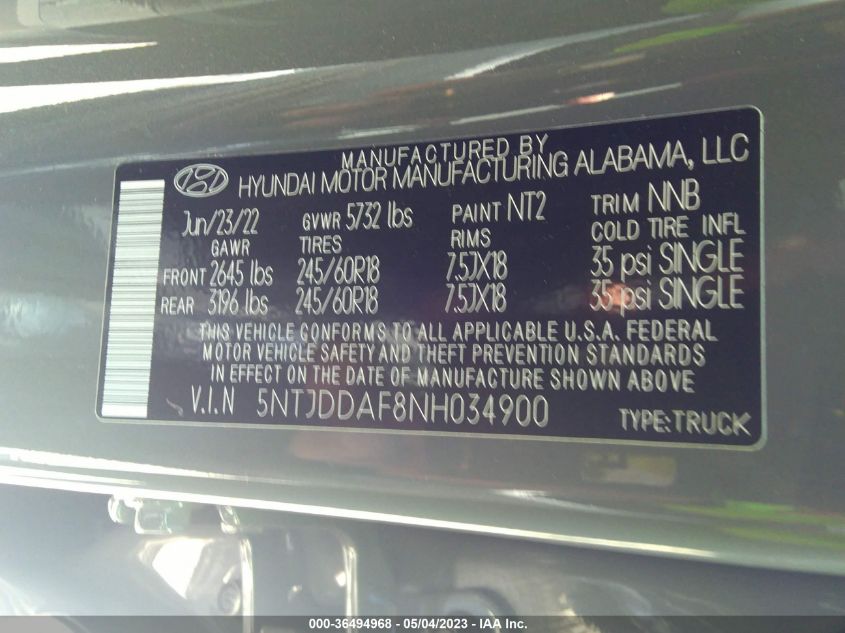 MANUFACTURED BY
HYUNDAI MOTOR MANUFACTURING ALABAMA, LLC
Jun/23/22 GVWR 5732 lbs PAINT NT2 TRIM NNB
GAWR TIRES RIMS COLD TIRE INFL
FRONT 2645 lbs 245/60R18 7.5JX18 35 psi SINGLE
REAR 3196 lbs 245/60R18 7.5JX18 35 psi SINGLE
THIS VEHICLE CONFORMS TO ALL APPLICABLE U.S.A. FEDERAL
MOTOR VEHICLE SAFETY AND THEFT PREVENTION STANDARDS
IN EFFECT ON THE DATE OF MANUFACTURE SHOWN ABOVE
V.I.N 5NTJDDAF8NH034900 TYPE:TRUCK
000-36494968 - 05/04/2023 - IAA Inc.